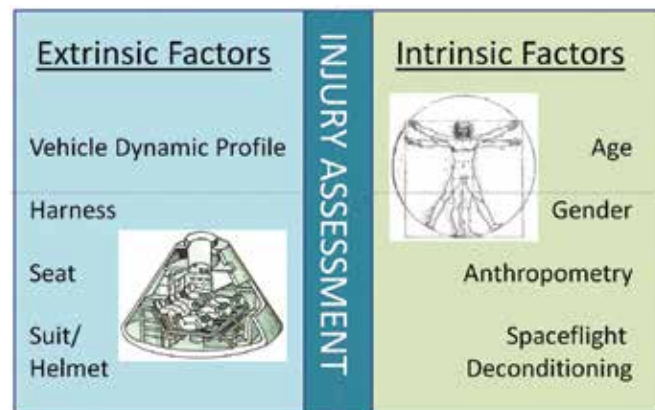 Extrinsic Factors
Vehicle Dynamic Profile
Harness
Seat
Suit/
Helmet
INJURY ASSESSMENT
Intrinsic Factors
Age
Gender
Anthropometry
Spaceflight
Deconditioning